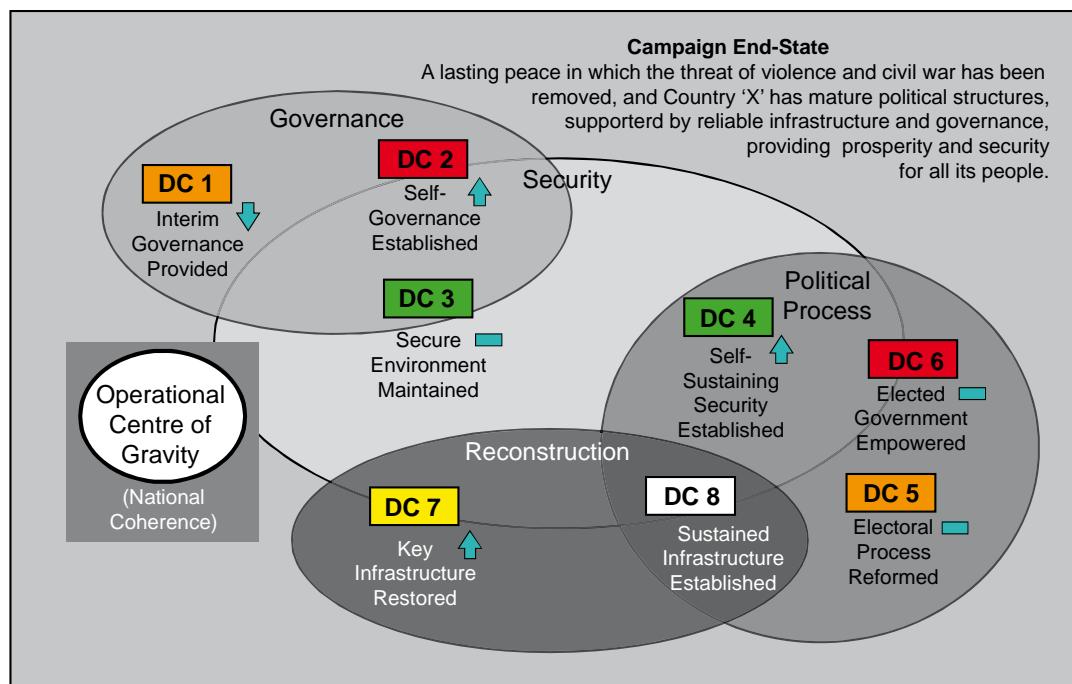 Campaign End-State
A lasting peace in which the threat of violence and civil war has been
removed, and Country ‘X’ has mature political structures,
supporterd by reliable infrastructure and governance,
providing prosperity and security
for all its people.
Governance
DC 1
Interim
Governance
Provided
DC 2
Self-
Governance
Established
Security
DC 3
Secure
Environment
Maintained
Political
Process
DC 4
Self-
Sustaining
Security
Established
DC 6
Elected
Government
Empowered
Operational
Centre of
Gravity
(National
Coherence)
Reconstruction
DC 7
Key
Infrastructure
Restored
DC 8
Sustained
Infrastructure
Established
DC 5
Electoral
Process
Reformed